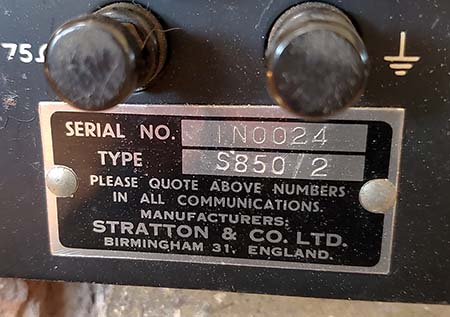 75Ω
SERIAL NO. IN0024
TYPE S850/2
PLEASE QUOTE ABOVE NUMBERS
IN ALL COMMUNICATIONS.
MANUFACTURERS:
STRATTON & CO. LTD.
BIRMINGHAM 31, ENGLAND.